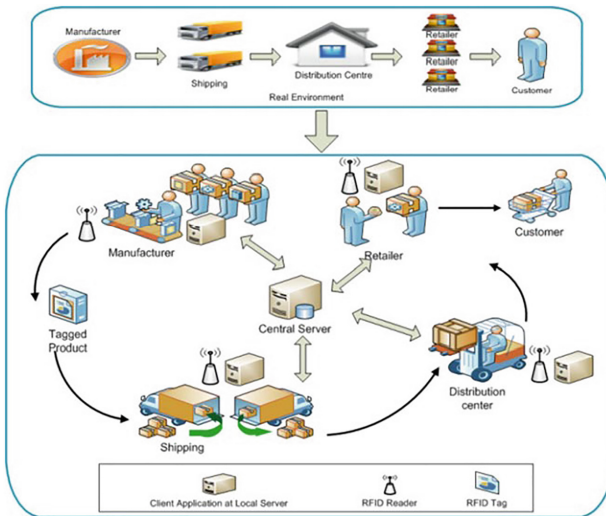 Manufacturer
Shipping
Distribution Centre
Retailer
Retailer
Retailer
Customer
Real Environment
Manufacturer
Retailer
Customer
Tagged
Product
Central Server
Shipping
Distribution
center
Client Application at Local Server
RFID Reader
RFID Tag